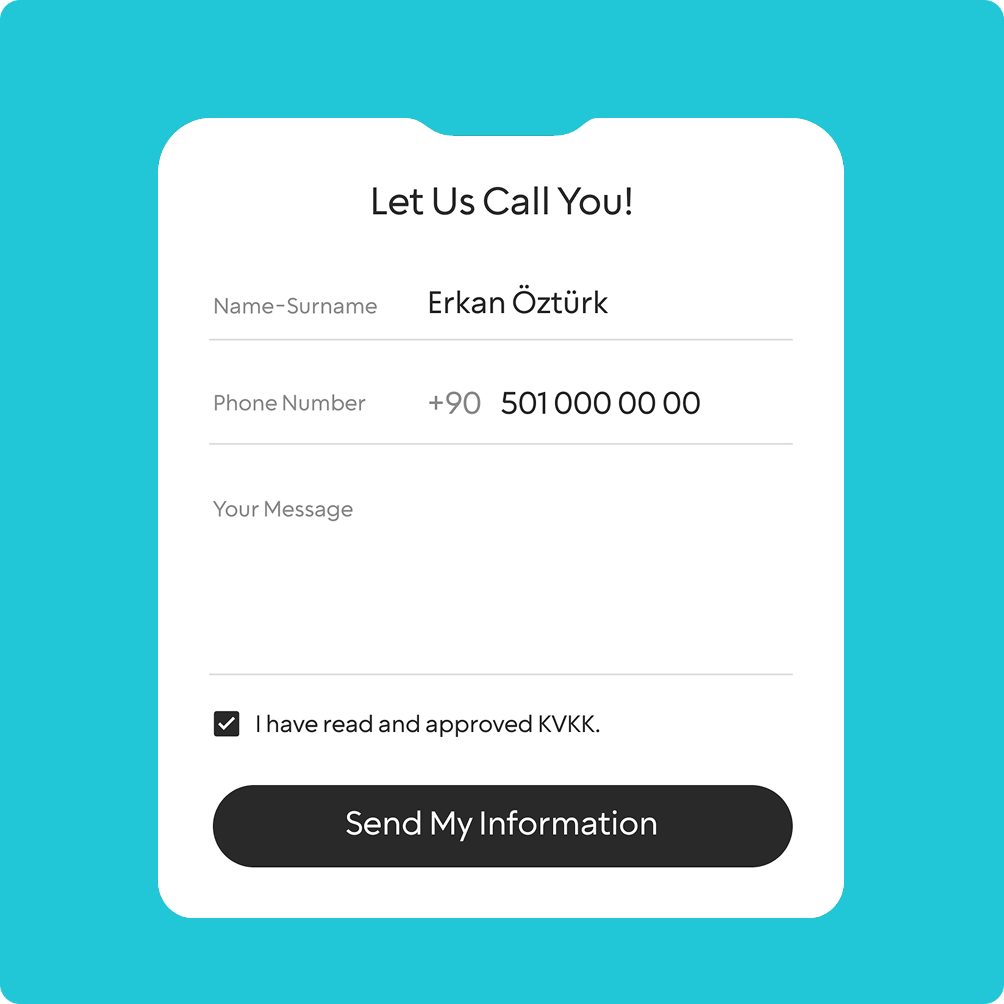 Let Us Call You!
Name-Surname Erkan Öztürk
Phone Number +90 501 000 00 00
Your Message
I have read and approved KVKK.
Send My Information